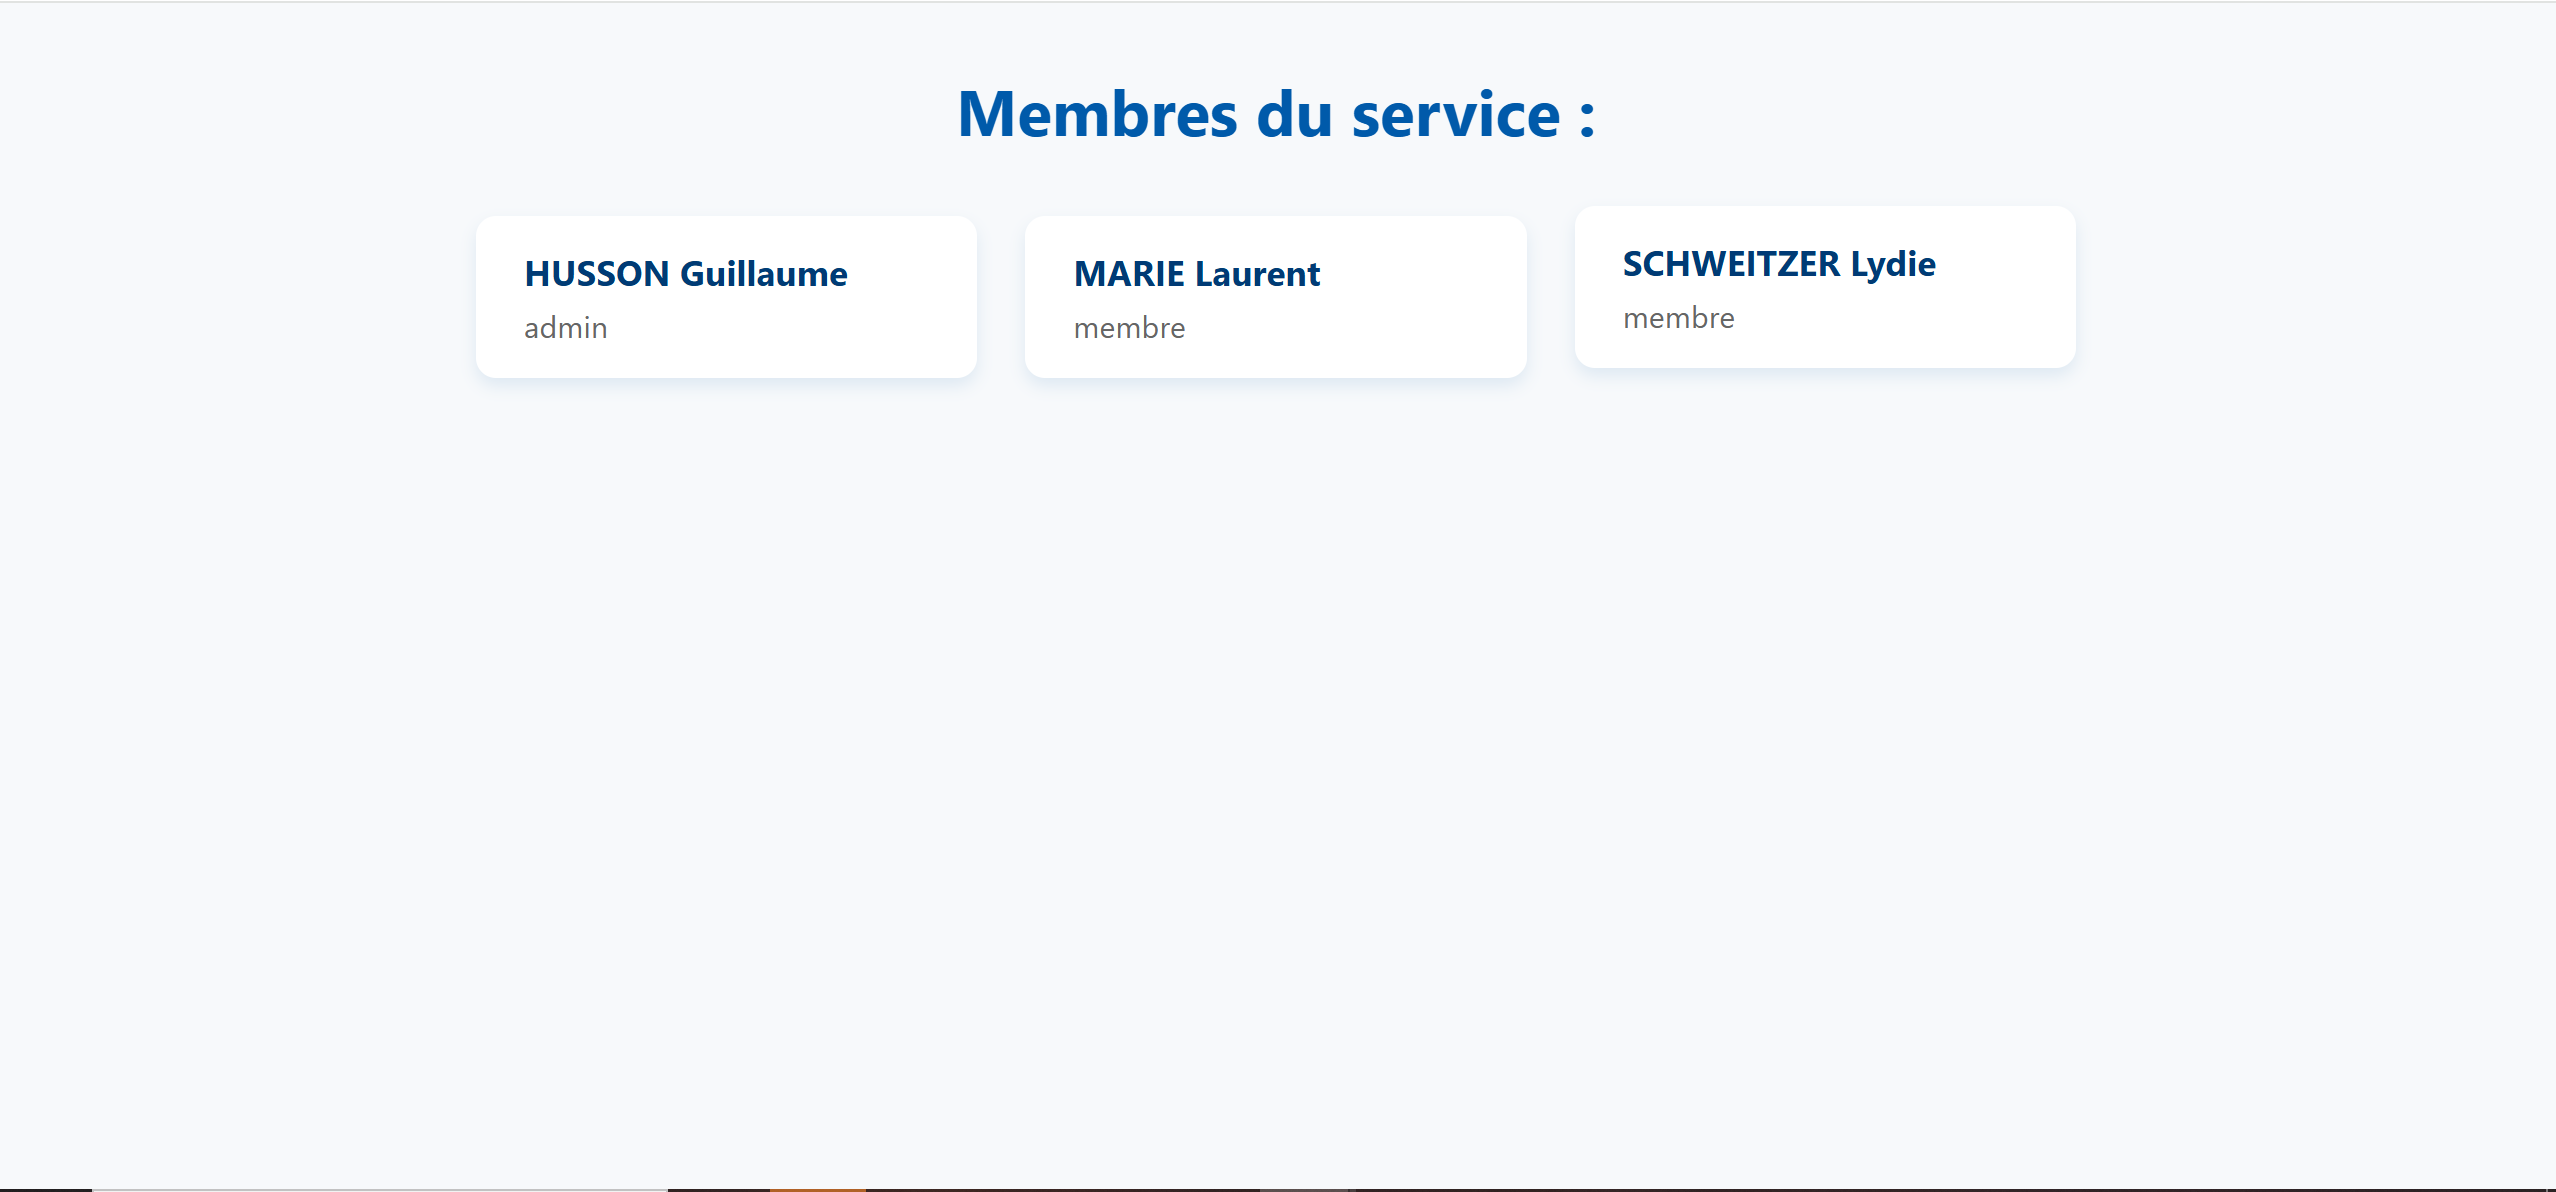 Membres du service :
HUSSON Guillaume
admin
MARIE Laurent
membre
SCHWEITZER Lydie
membre